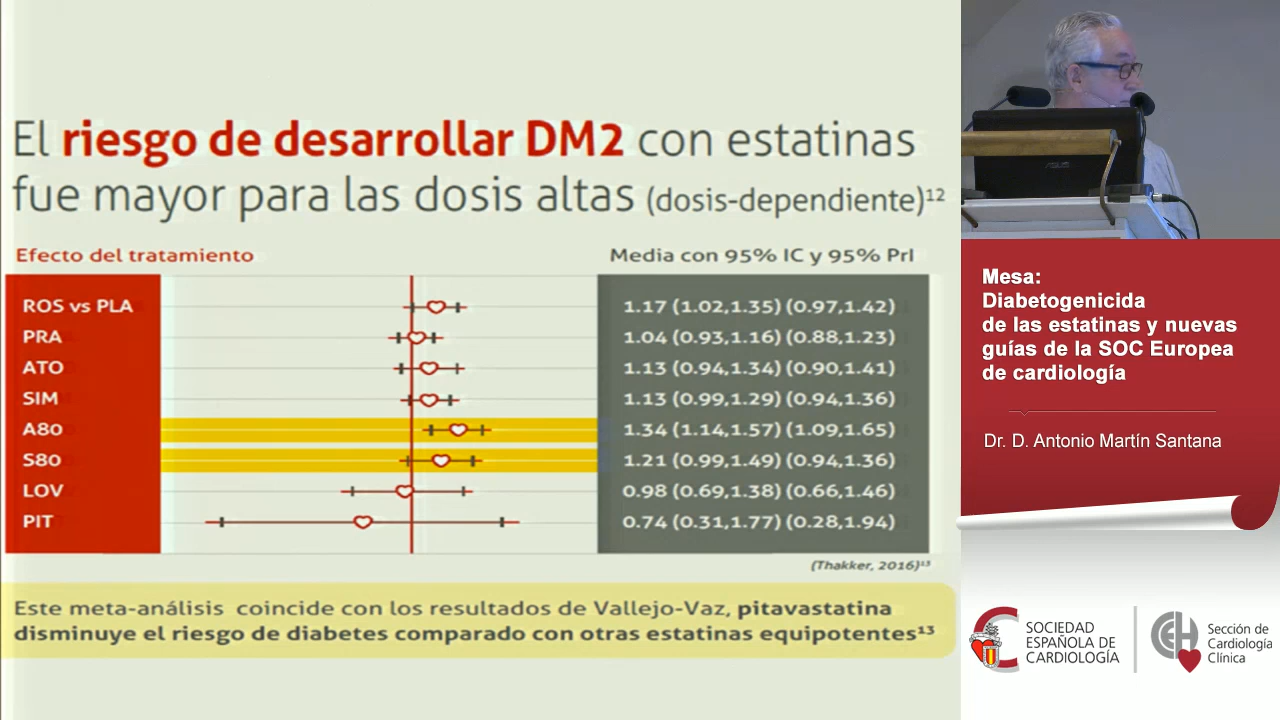 El riesgo de desarrollar DM2 con estatinas
fue mayor para las dosis altas (dosis-dependiente)¹²
Efecto del tratamiento
Media con 95% IC y 95% PrI
ROS vs PLA
1.17 (1.02,1.35) (0.97,1.42)
PRA
1.04 (0.93,1.16) (0.88,1.23)
ATO
1.13 (0.94,1.34) (0.90,1.41)
SIM
1.13 (0.99,1.29) (0.94,1.36)
A80
1.34 (1.14,1.57) (1.09,1.65)
S80
1.21 (0.99,1.49) (0.94,1.36)
LOV
0.98 (0.69,1.38) (0.66,1.46)
PIT
0.74 (0.31,1.77) (0.28,1.94)
(Thakker, 2016)¹³
Este meta-análisis coincide con los resultados de Vallejo-Vaz, pitavastatina
disminuye el riesgo de diabetes comparado con otras estatinas equipotentes¹³
ASUS
Mesa:
Diabetogenicida
de las estatinas y nuevas
guías de la SOC Europea
de cardiología
Dr. D. Antonio Martín Santana
SOCIEDAD
ESPAÑOLA DE
CARDIOLOGÍA
Sección de
Cardiología
Clínica